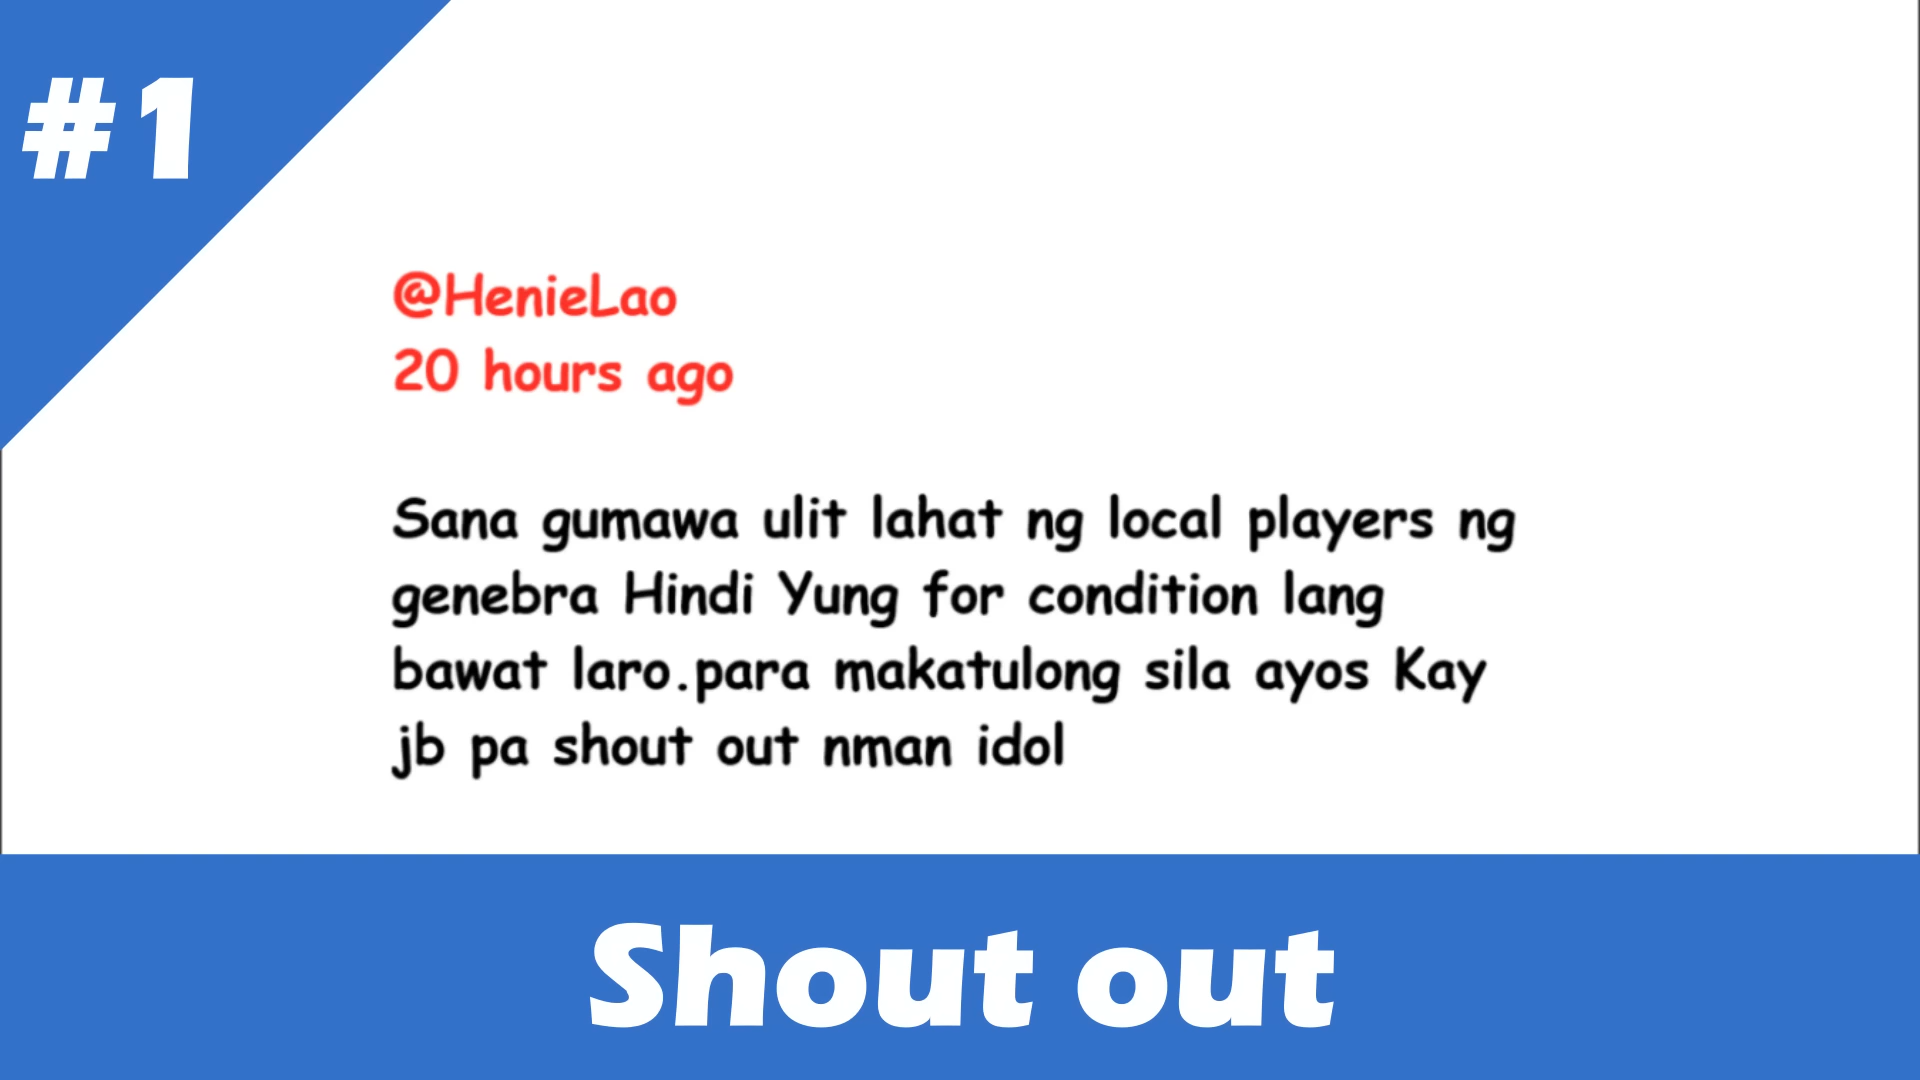 #1
@HenieLao
20 hours ago
Sana gumawa ulit lahat ng local players ng
genebra Hindi Yung for condition lang
bawat laro.para makatulong sila ayos Kay
jb pa shout out nman idol
Shout out